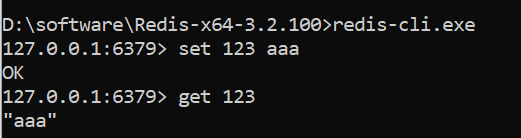 D:\software\Redis-x64-3.2.100>redis-cli.exe
127.0.0.1:6379> set 123 aaa
OK
127.0.0.1:6379> get 123
"aaa"